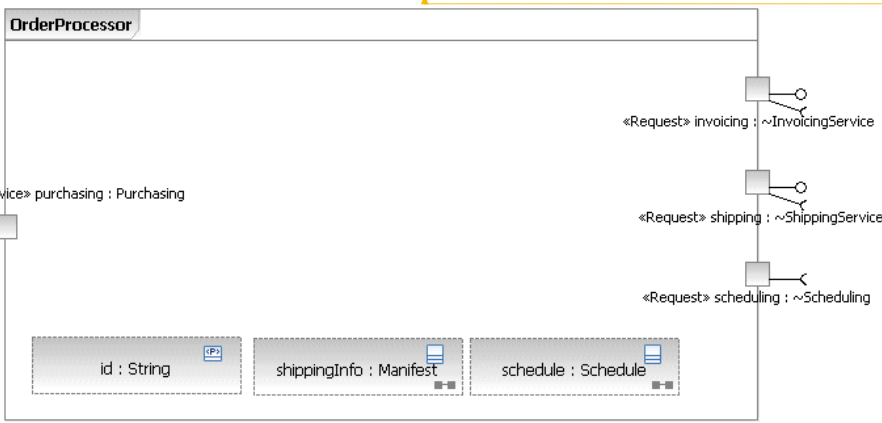 OrderProcessor
«Request» invoicing : ~InvoicingService
vice» purchasing : Purchasing
«Request» shipping : ~ShippingService
«Request» scheduling : ~Scheduling
«P»
id : String
shippingInfo : Manifest
schedule : Schedule